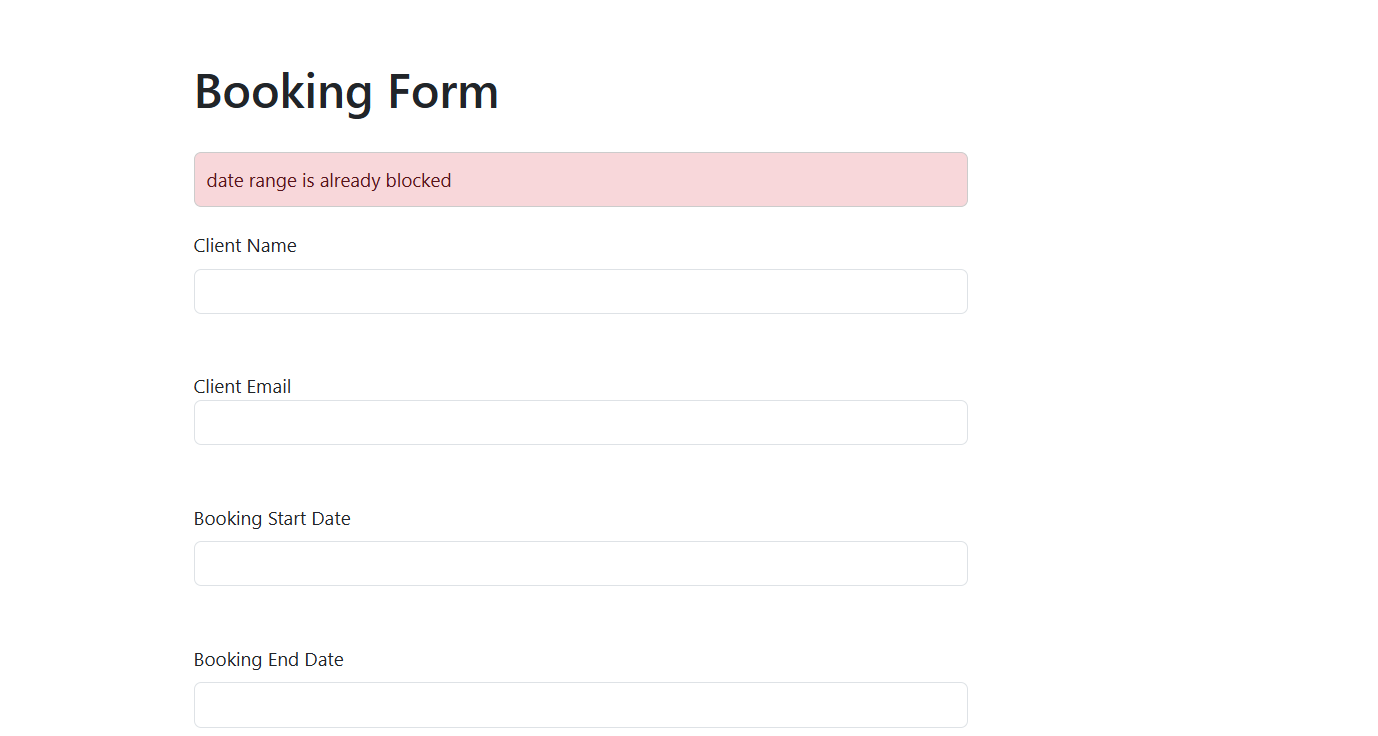 Booking Form
date range is already blocked
Client Name
Client Email
Booking Start Date
Booking End Date